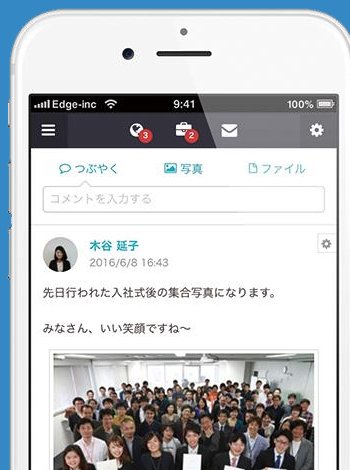 Edge-inc 9:41 100%
3 2
つぶやく 写真 ファイル
コメントを入力する
木谷 延子
2016/6/8 16:43
先日行われた入社式後の集合写真になります。
みなさん、いい笑顔ですね〜